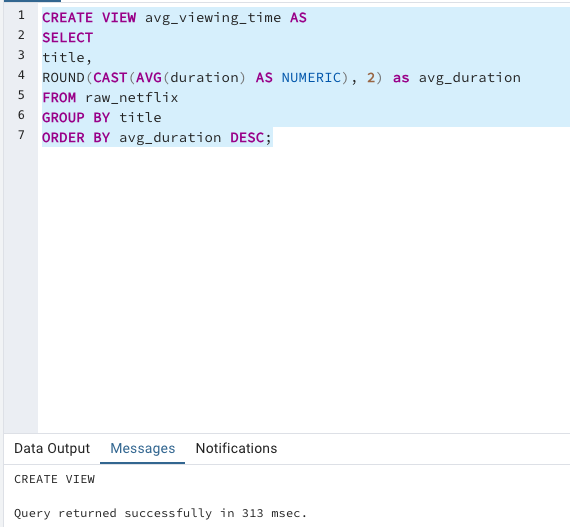 1 CREATE VIEW avg_viewing_time AS
2 SELECT
3 title,
4 ROUND(CAST(AVG(duration) AS NUMERIC), 2) as avg_duration
5 FROM raw_netflix
6 GROUP BY title
7 ORDER BY avg_duration DESC;
Data Output Messages Notifications
CREATE VIEW
Query returned successfully in 313 msec.